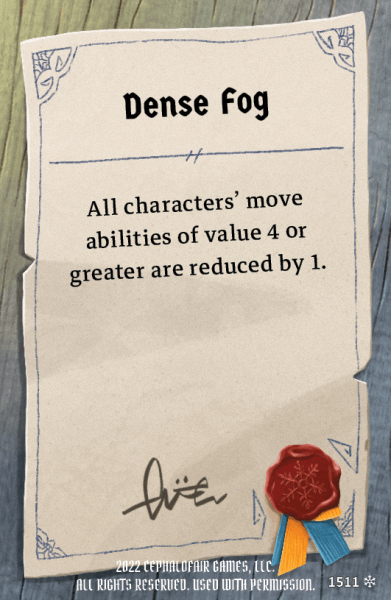 Dense Fog
All characters’ move
abilities of value 4 or
greater are reduced by 1.
2022 CEPHALOFAIR GAMES, LLC.
ALL RIGHTS RESERVED. USED WITH PERMISSION.
1511